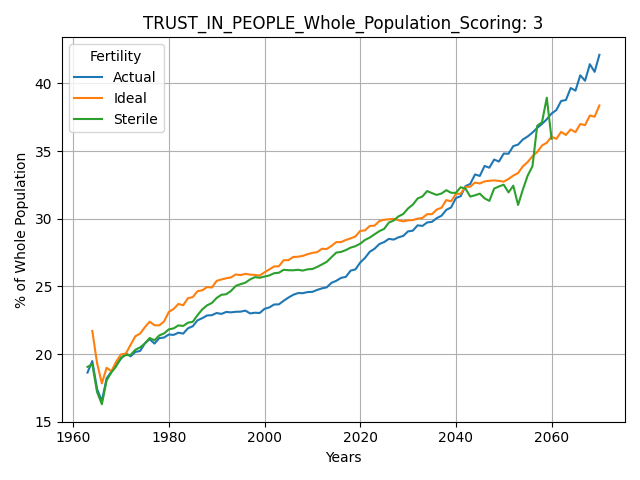 TRUST_IN_PEOPLE_Whole_Population_Scoring: 3
Fertility
Actual
Ideal
Sterile
% of Whole Population
40
35
30
25
20
15
1960
1980
2000
2020
2040
2060
Years